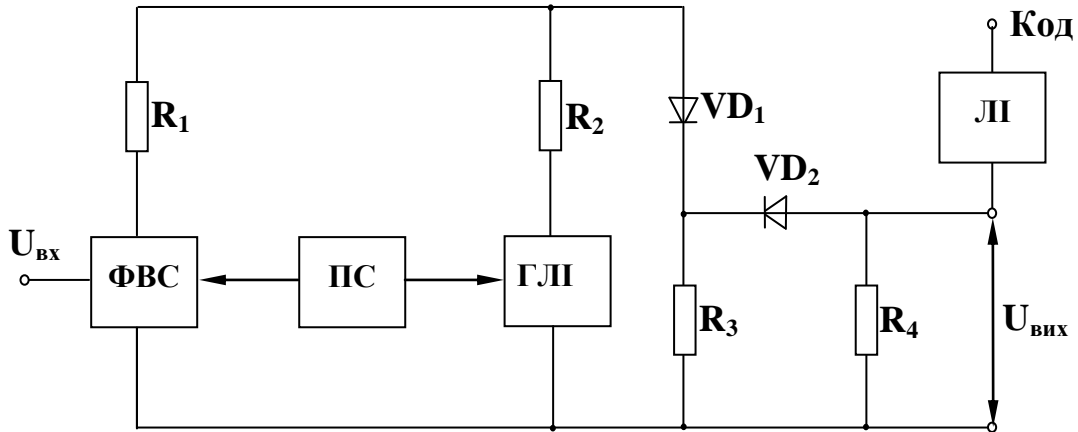 Код
R₁
R₂
VD₁
ЛІ
VD₂
Uвх
ФВС
ПС
ГЛІ
R₃
R₄
Uвих